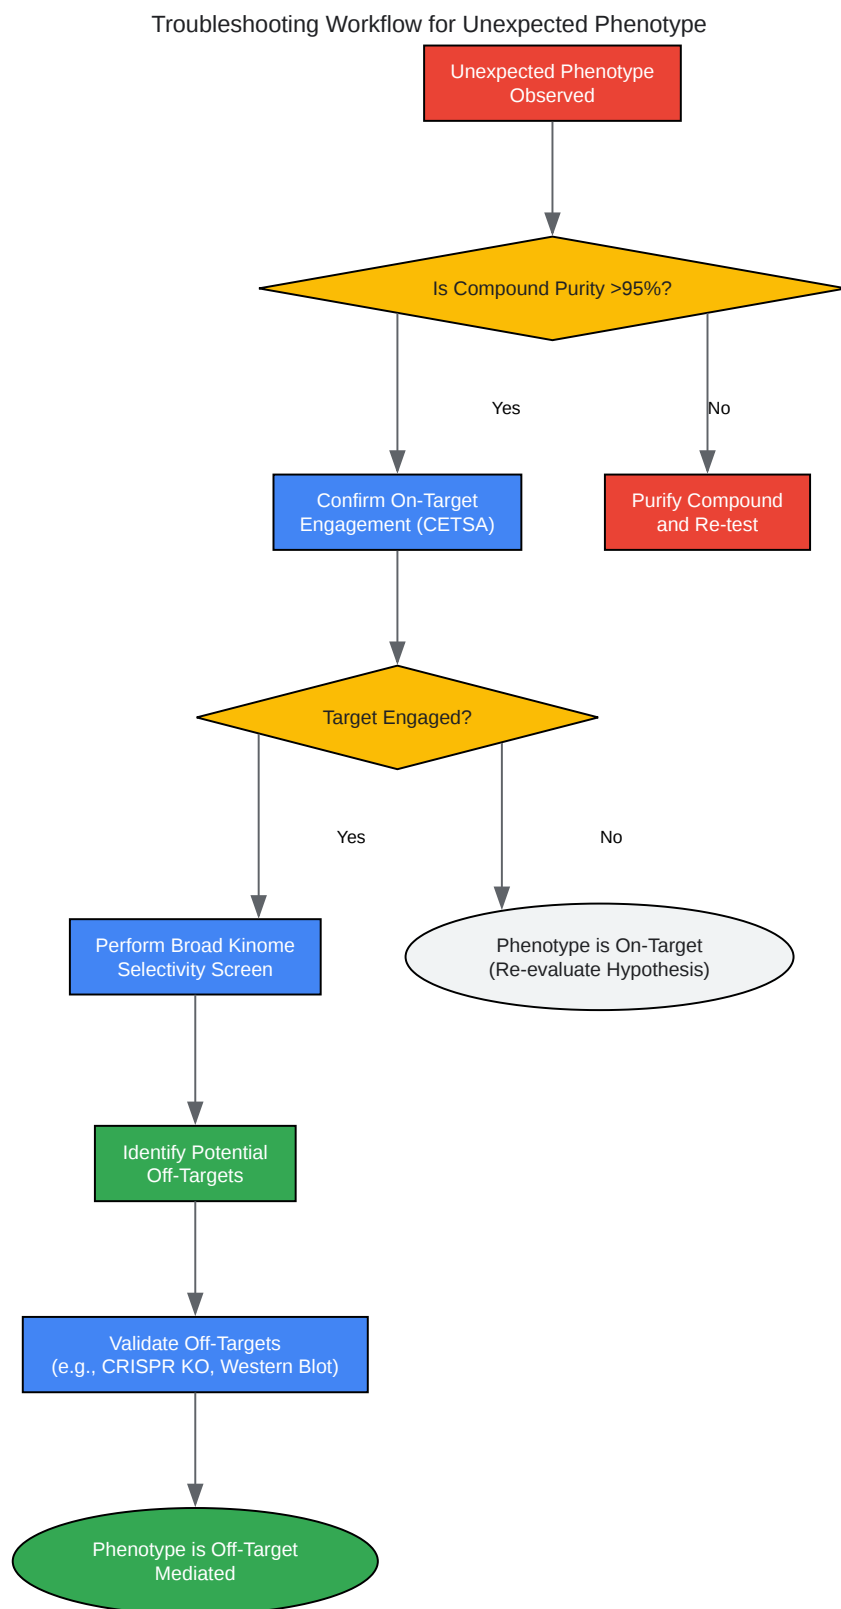 Troubleshooting Workflow for Unexpected Phenotype
Unexpected Phenotype
Observed
Is Compound Purity >95%?
Yes
No
Confirm On-Target
Engagement (CETSA)
Purify Compound
and Re-test
Target Engaged?
Yes
No
Perform Broad Kinome
Selectivity Screen
Phenotype is On-Target
(Re-evaluate Hypothesis)
Identify Potential
Off-Targets
Validate Off-Targets
(e.g., CRISPR KO, Western Blot)
Phenotype is Off-Target
Mediated